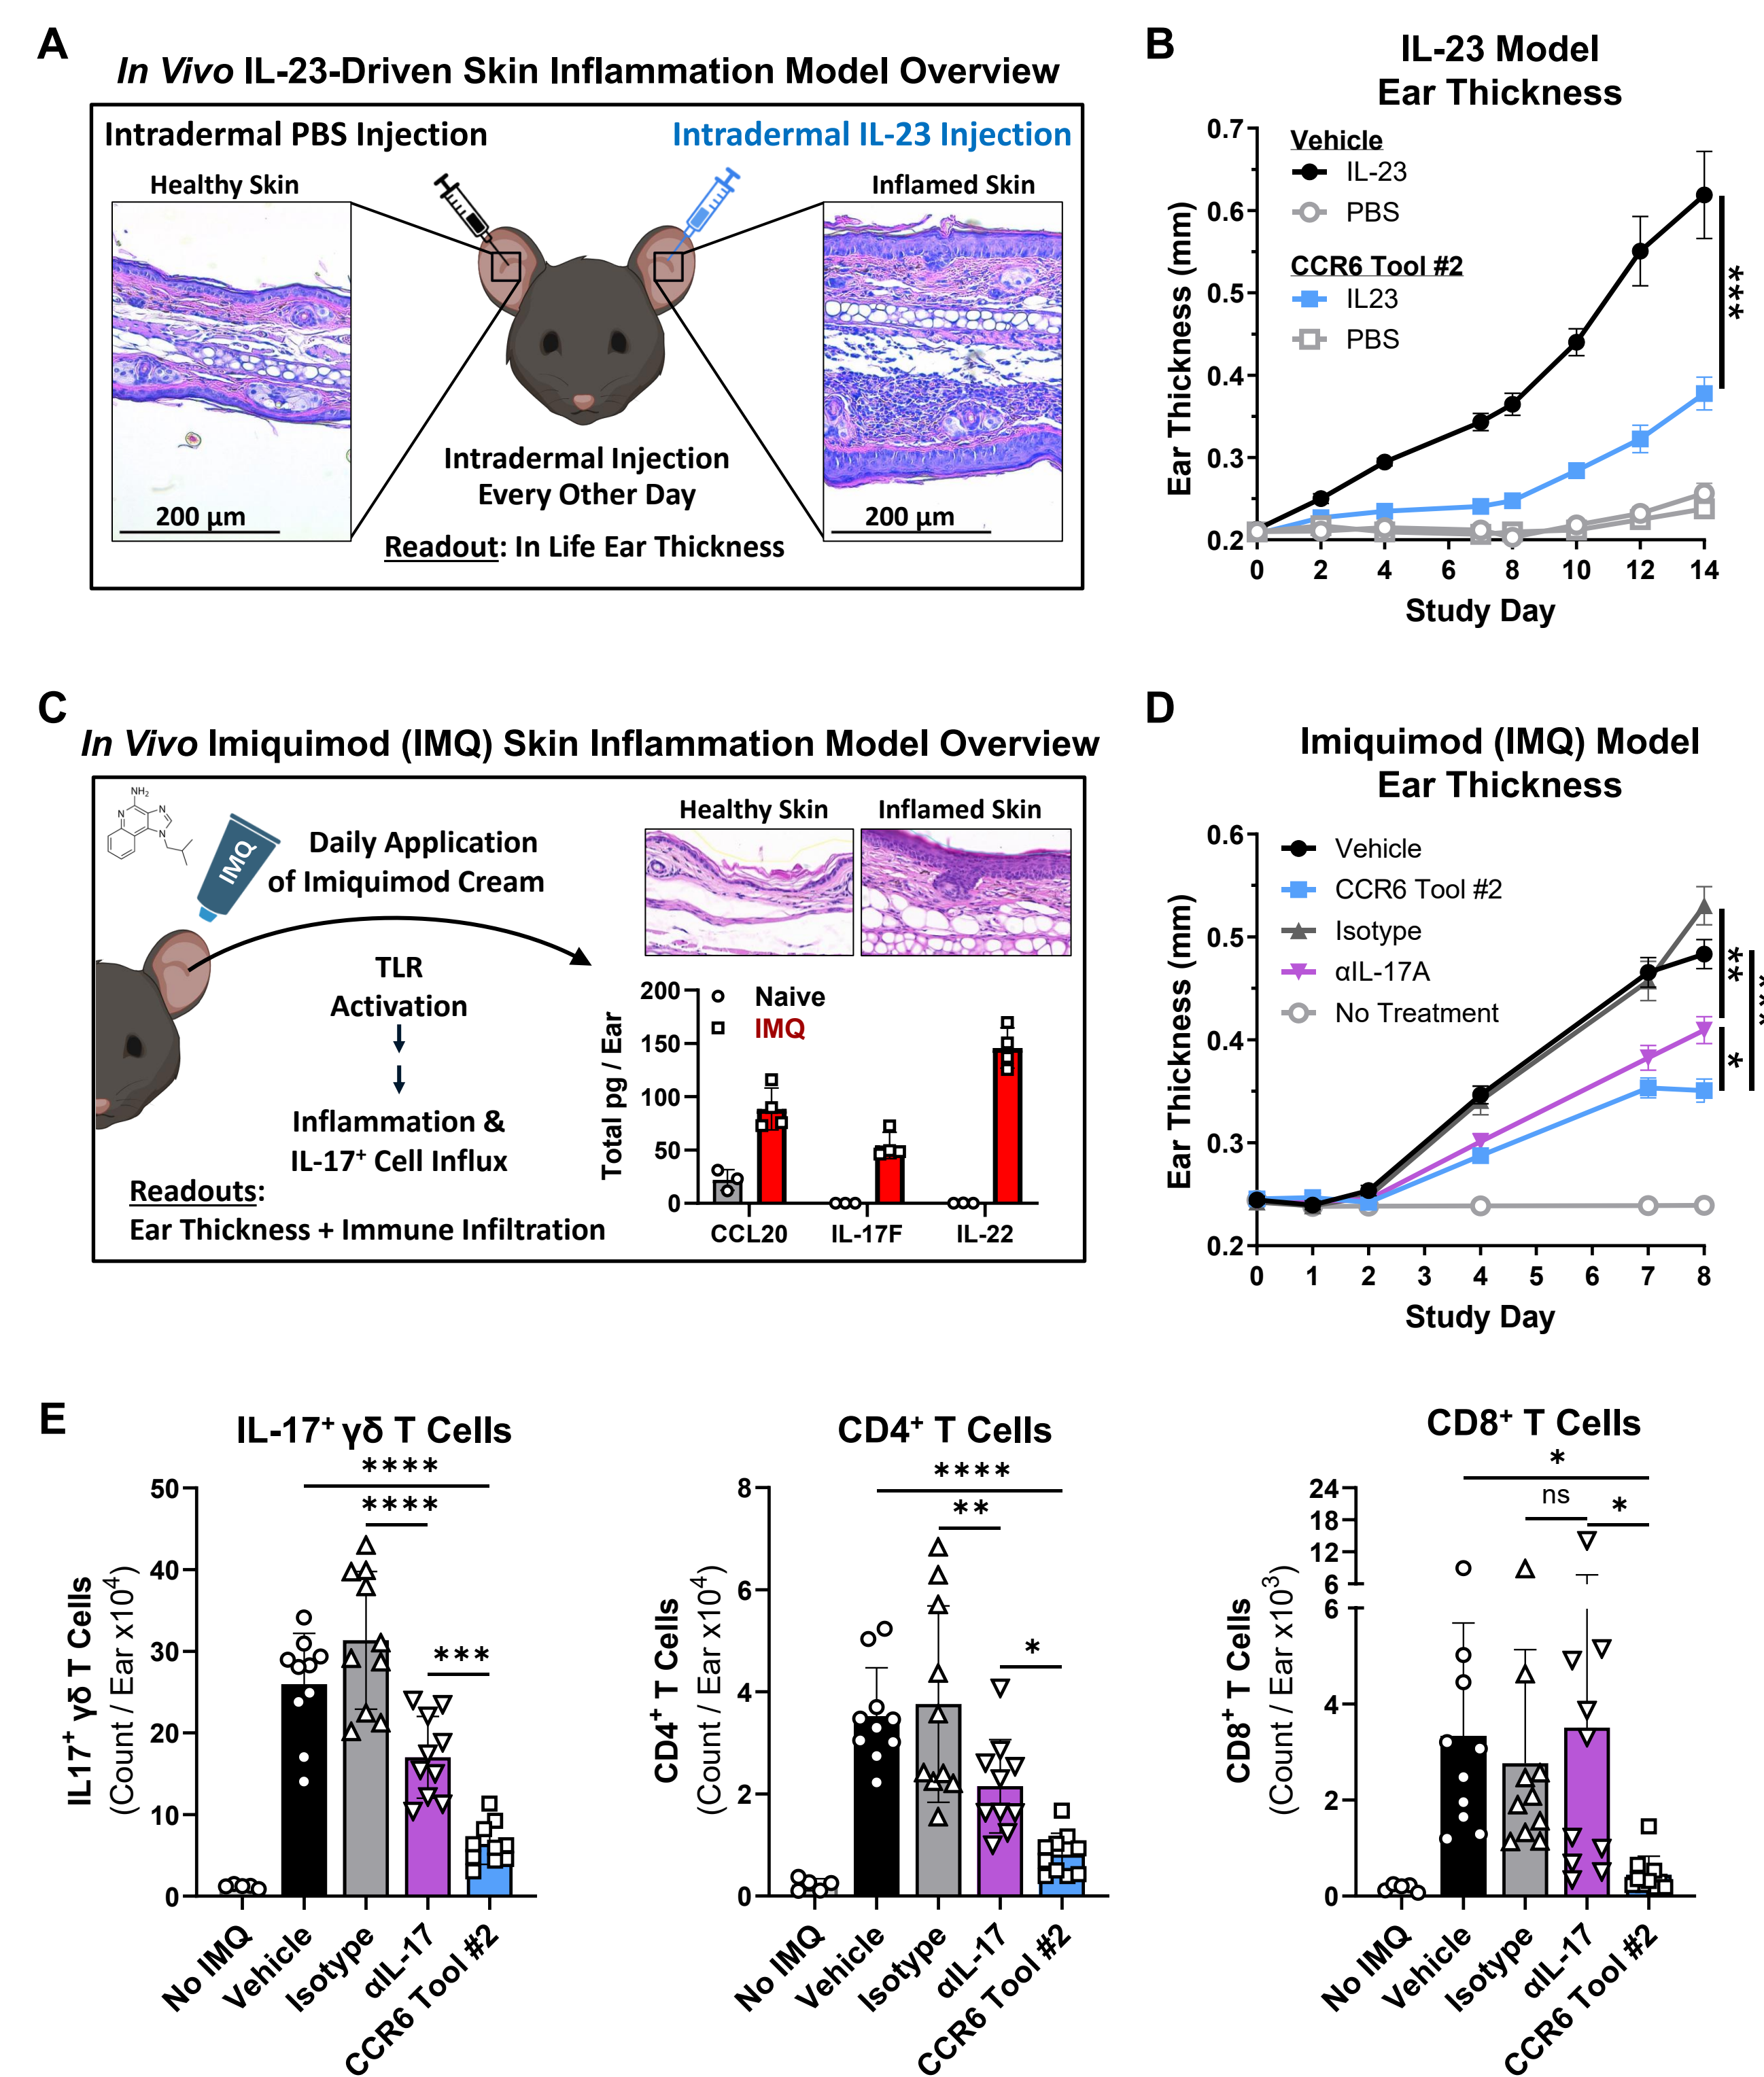 A
In Vivo IL-23-Driven Skin Inflammation Model Overview
Intradermal PBS Injection
Intradermal IL-23 Injection
Healthy Skin
Inflamed Skin
200 µm
200 µm
Intradermal Injection
Every Other Day
Readout: In Life Ear Thickness
B
IL-23 Model
Ear Thickness
Ear Thickness (mm)
0.7
0.6
0.5
0.4
0.3
0.2
Vehicle
IL-23
PBS
CCR6 Tool #2
IL23
PBS
***
0 2 4 6 8 10 12 14
Study Day
C
In Vivo Imiquimod (IMQ) Skin Inflammation Model Overview
NH₂
N
N
N
IMQ
Daily Application
of Imiquimod Cream
TLR
Activation
Inflammation &
IL-17⁺ Cell Influx
Readouts:
Ear Thickness + Immune Infiltration
Healthy Skin
Inflamed Skin
Total pg / Ear
200
150
100
50
0
Naive
IMQ
CCL20 IL-17F IL-22
D
Imiquimod (IMQ) Model
Ear Thickness
Ear Thickness (mm)
0.6
0.5
0.4
0.3
0.2
Vehicle
CCR6 Tool #2
Isotype
αIL-17A
No Treatment
**
*
0 1 2 3 4 5 6 7 8
Study Day
E
IL-17⁺ γδ T Cells
****
****
***
IL17⁺ γδ T Cells
(Count / Ear x10⁴)
50
40
30
20
10
0
No IMQ
Vehicle
Isotype
αIL-17
CCR6 Tool #2
CD4⁺ T Cells
****
**
*
CD4⁺ T Cells
(Count / Ear x10⁴)
8
6
4
2
0
No IMQ
Vehicle
Isotype
αIL-17
CCR6 Tool #2
CD8⁺ T Cells
*
ns
*
CD8⁺ T Cells
(Count / Ear x10³)
24
18
12
6
6
4
2
0
No IMQ
Vehicle
Isotype
αIL-17
CCR6 Tool #2